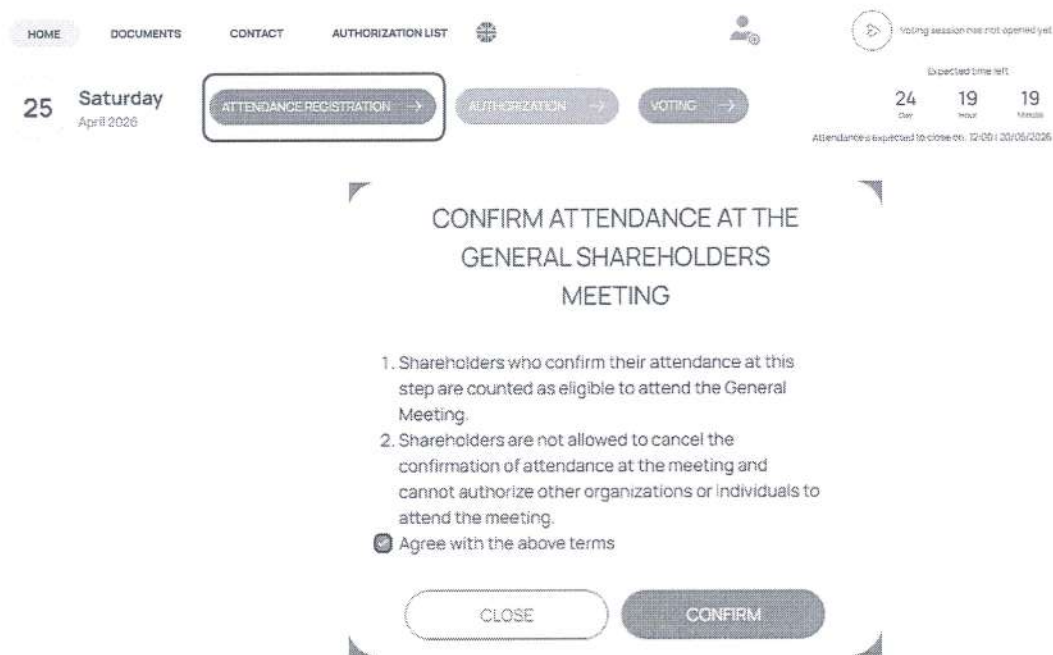 HOME DOCUMENTS CONTACT AUTHORIZATION LIST
Voting session has not opened yet
Expected time left
25 Saturday ATTENDANCE REGISTRATION → AUTHORIZATION → VOTING → 24 19 19
April 2026 Day Hour Minute
Attendance is expected to close on: 12:00 | 20/05/2026
CONFIRM ATTENDANCE AT THE
GENERAL SHAREHOLDERS
MEETING
1. Shareholders who confirm their attendance at this
step are counted as eligible to attend the General
Meeting.
2. Shareholders are not allowed to cancel the
confirmation of attendance at the meeting and
cannot authorize other organizations or individuals to
attend the meeting.
Agree with the above terms
CLOSE CONFIRM